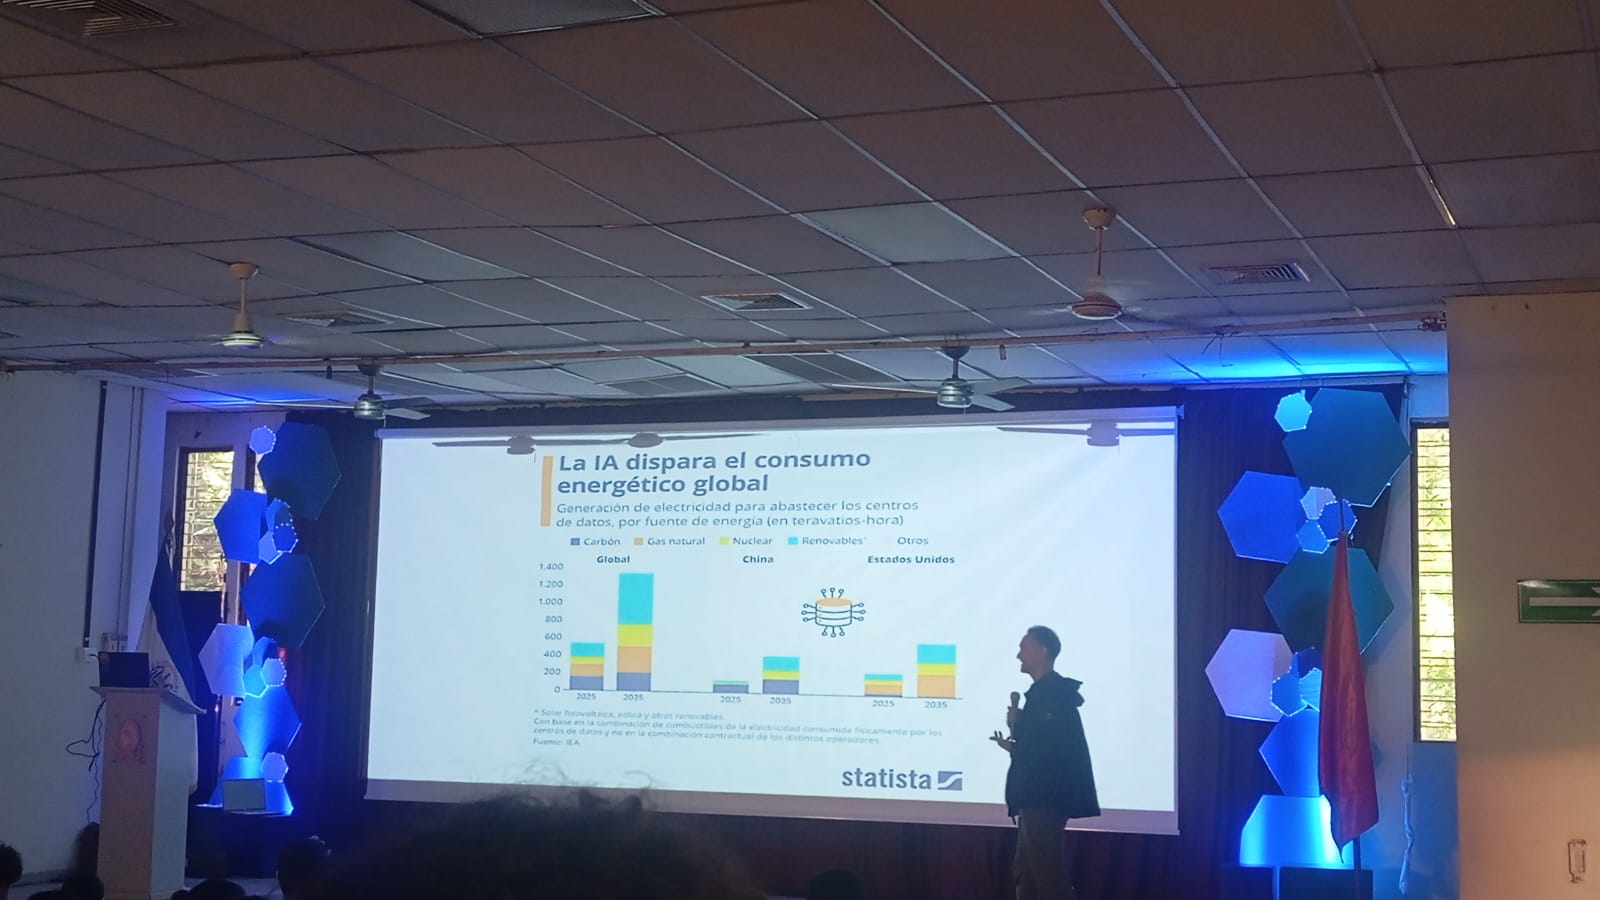 La IA dispara el consumo
energético global
Generación de electricidad para abastecer los centros
de datos, por fuente de energía (en teravatios-hora)
Carbón Gas natural Nuclear Renovables* Otros
Global China Estados Unidos
1.400
1.200
1.000
800
600
400
200
0
2025 2035 2025 2035 2025 2035
* Solar fotovoltaica, eólica y otras renovables.
Con base en la combinación de combustibles de la electricidad consumida físicamente por los
centros de datos y no en la combinación contractual de los distintos operadores.
Fuente: IEA
statista